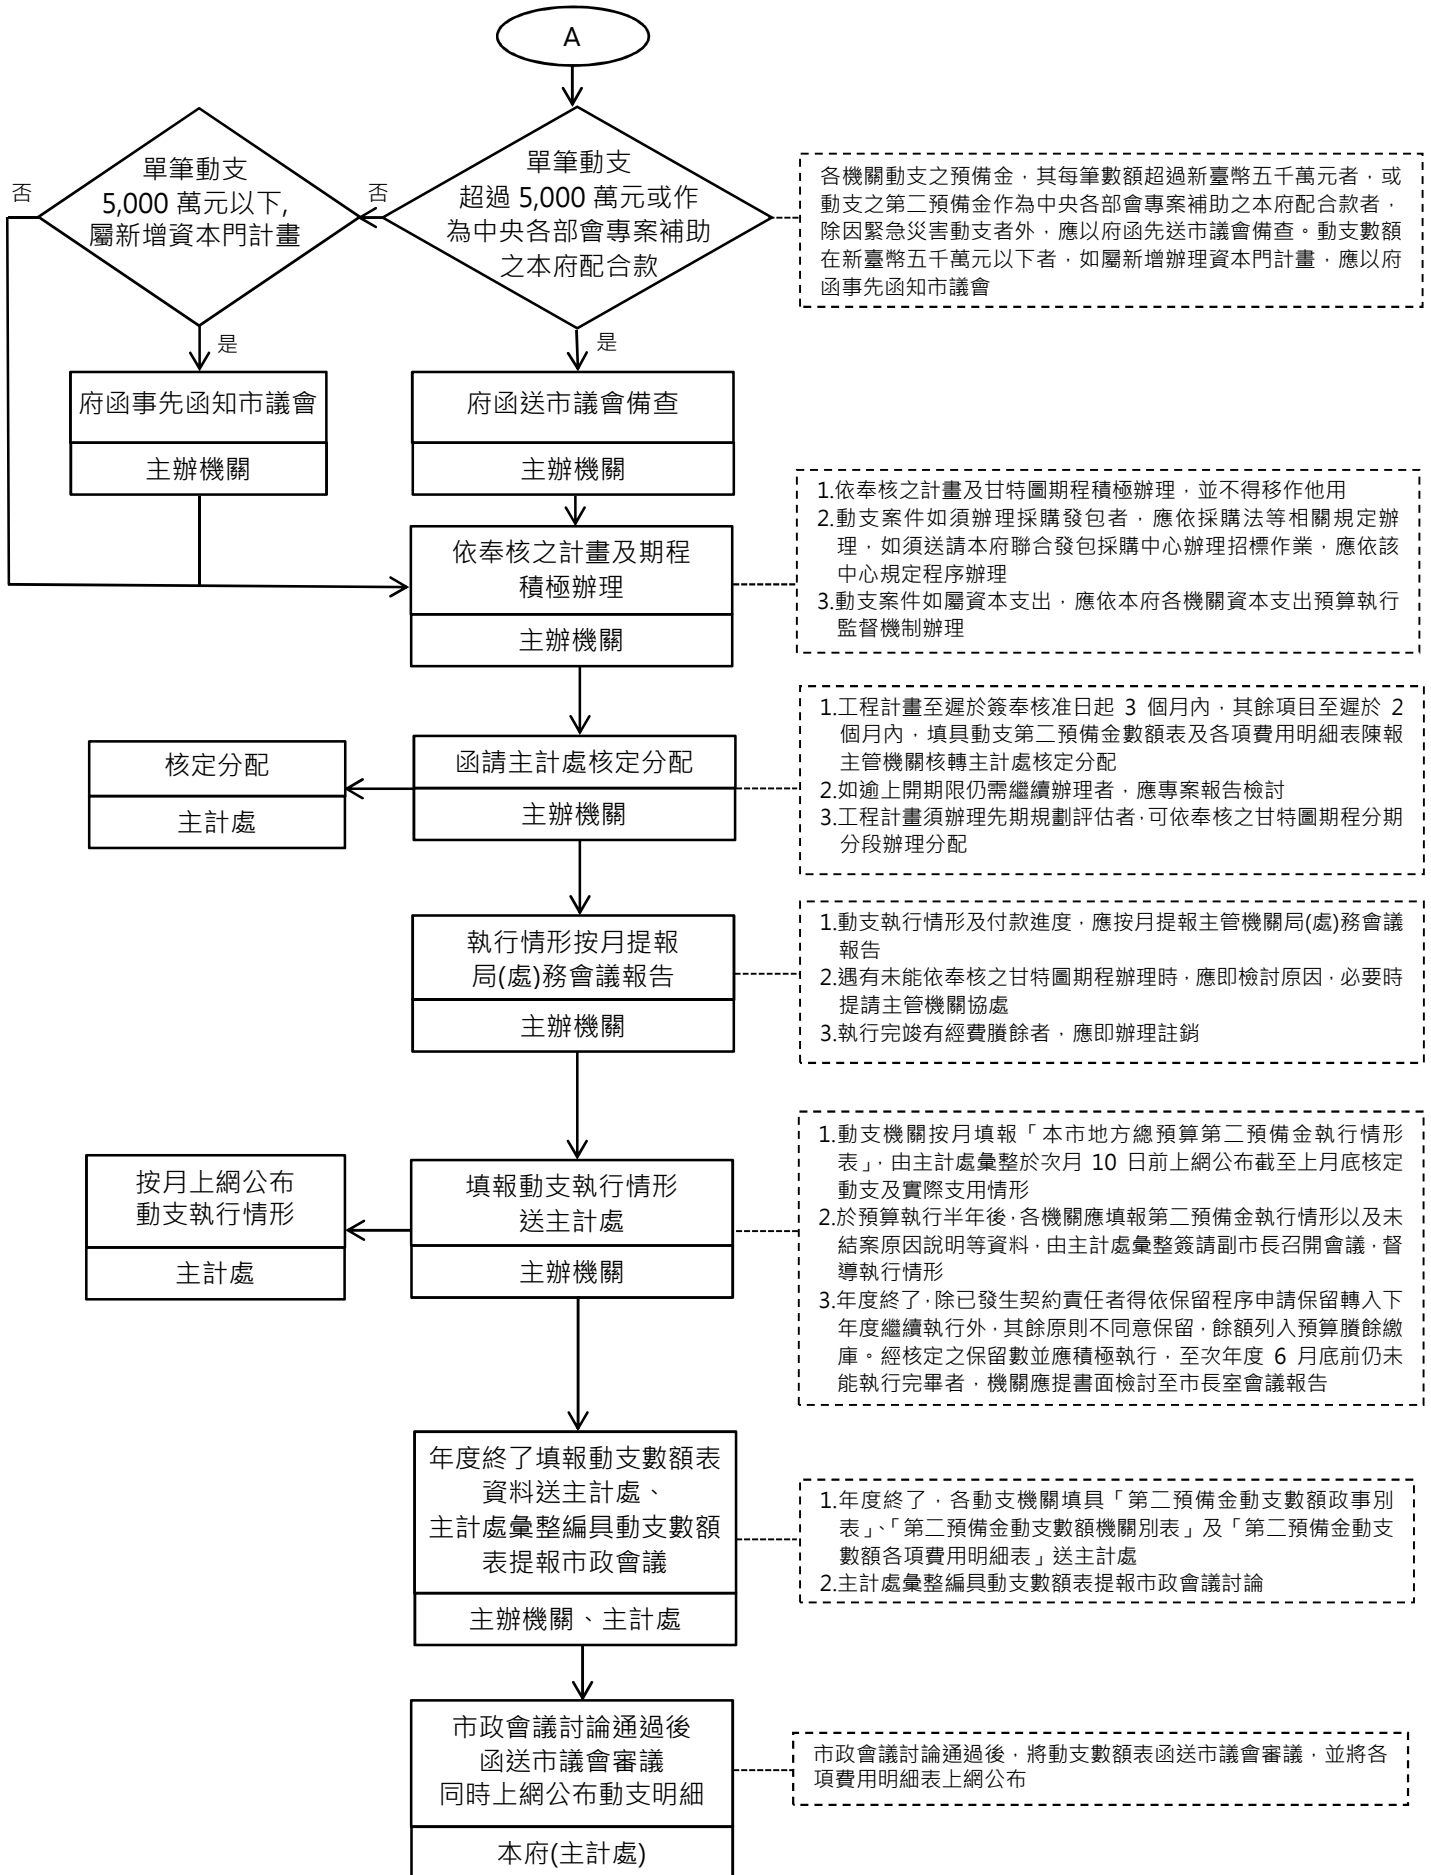 A
單筆動支
超過 5,000 萬元或作
為中央各部會專案補助
之本府配合款
否
單筆動支
5,000 萬元以下,
屬新增資本門計畫
否
各機關動支之預備金，其每筆數額超過新臺幣五千萬元者，或
動支之第二預備金作為中央各部會專案補助之本府配合款者，
除因緊急災害動支者外，應以府函先送市議會備查。動支數額
在新臺幣五千萬元以下者，如屬新增辦理資本門計畫，應以府
函事先函知市議會
是
是
府函事先函知市議會
主辦機關
府函送市議會備查
主辦機關
依奉核之計畫及期程
積極辦理
主辦機關
1.依奉核之計畫及甘特圖期程積極辦理，並不得移作他用
2.動支案件如須辦理採購發包者，應依採購法等相關規定辦
理，如須送請本府聯合發包採購中心辦理招標作業，應依該
中心規定程序辦理
3.動支案件如屬資本支出，應依本府各機關資本支出預算執行
監督機制辦理
函請主計處核定分配
主辦機關
核定分配
主計處
1.工程計畫至遲於簽奉核准日起 3 個月內，其餘項目至遲於 2
個月內，填具動支第二預備金數額表及各項費用明細表陳報
主管機關核轉主計處核定分配
2.如逾上開期限仍需繼續辦理者，應專案報告檢討
3.工程計畫須辦理先期規劃評估者，可依奉核之甘特圖期程分期
分段辦理分配
執行情形按月提報
局(處)務會議報告
主辦機關
1.動支執行情形及付款進度，應按月提報主管機關局(處)務會議
報告
2.遇有未能依奉核之甘特圖期程辦理時，應即檢討原因，必要時
提請主管機關協處
3.執行完竣有經費賸餘者，應即辦理註銷
填報動支執行情形
送主計處
主辦機關
按月上網公布
動支執行情形
主計處
1.動支機關按月填報「本市地方總預算第二預備金執行情形
表」，由主計處彙整於次月 10 日前上網公布截至上月底核定
動支及實際支用情形
2.於預算執行半年後，各機關應填報第二預備金執行情形以及未
結案原因說明等資料，由主計處彙整簽請副市長召開會議，督
導執行情形
3.年度終了，除已發生契約責任者得依保留程序申請保留轉入下
年度繼續執行外，其餘原則不同意保留，餘額列入預算賸餘繳
庫。經核定之保留數並應積極執行，至次年度 6 月底前仍未
能執行完畢者，機關應提書面檢討至市長室會議報告
年度終了填報動支數額表
資料送主計處、
主計處彙整編具動支數額
表提報市政會議
主辦機關、主計處
1.年度終了，各動支機關填具「第二預備金動支數額政事別
表」、「第二預備金動支數額機關別表」及「第二預備金動支
數額各項費用明細表」送主計處
2.主計處彙整編具動支數額表提報市政會議討論
市政會議討論通過後
函送市議會審議
同時上網公布動支明細
本府(主計處)
市政會議討論通過後，將動支數額表函送市議會審議，並將各
項費用明細表上網公布